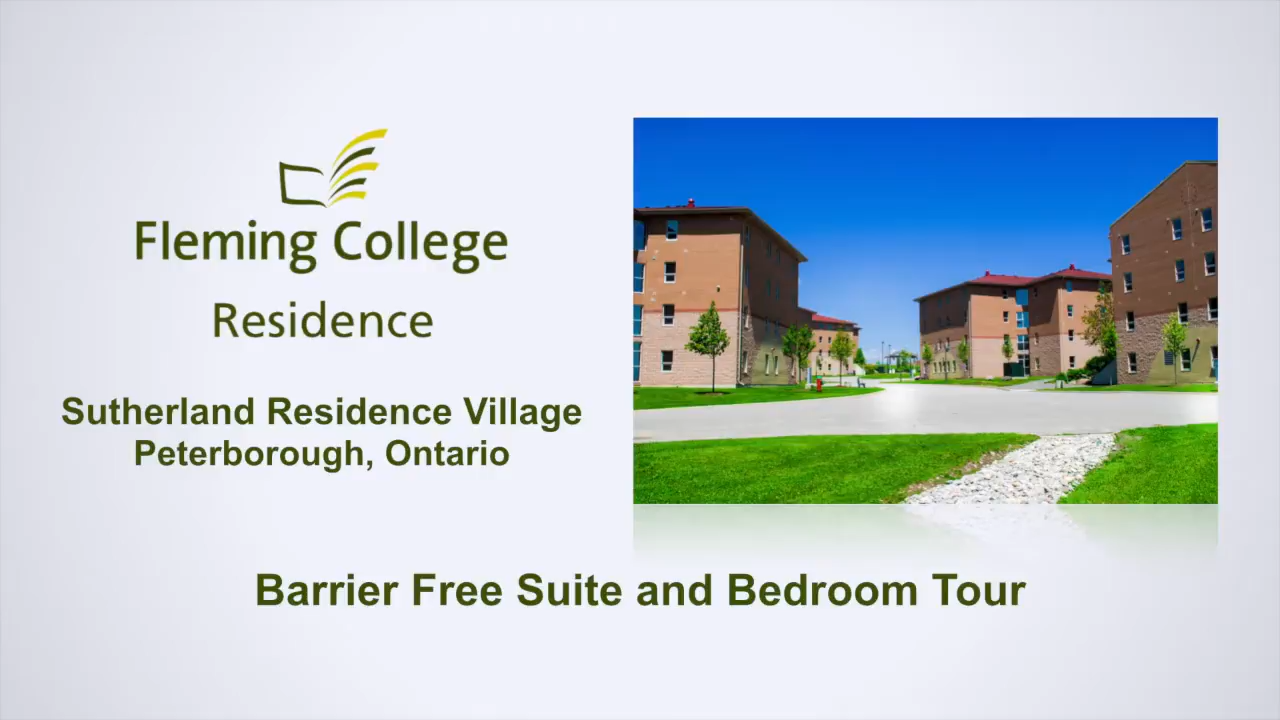 Fleming College
Residence
Sutherland Residence Village
Peterborough, Ontario
Barrier Free Suite and Bedroom Tour